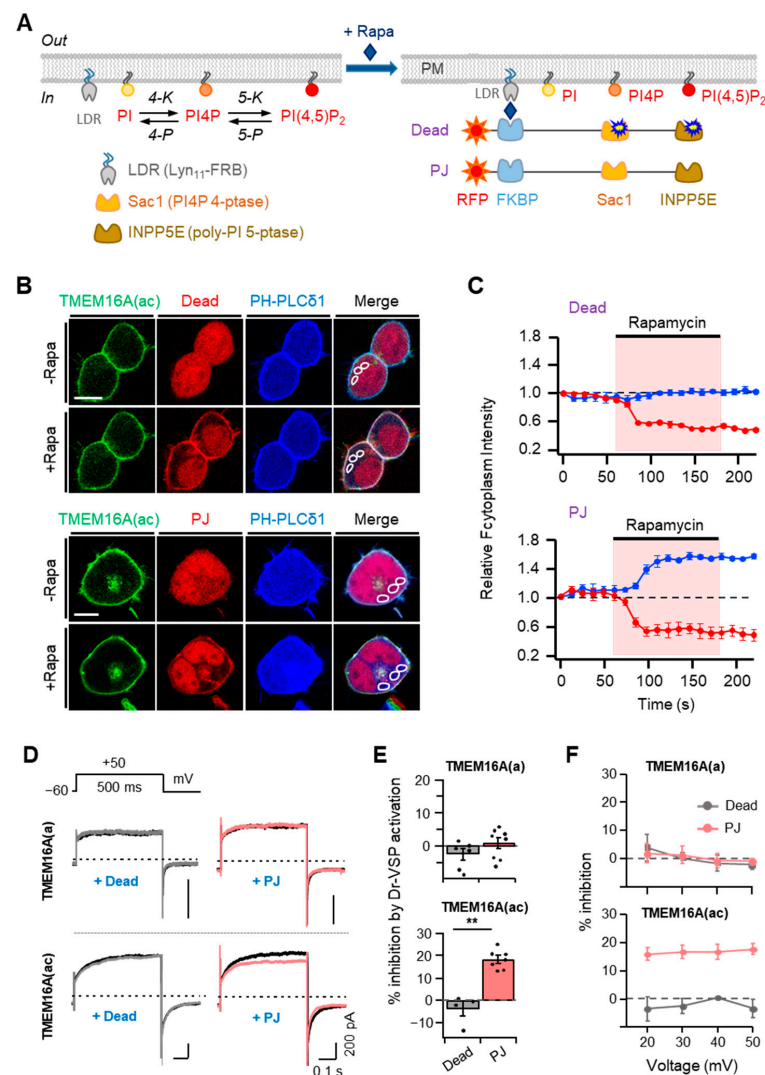 A
Out
+ Rapa
PM
In
4-K
5-K
LDR
PI
PI4P
PI(4,5)P2
4-P
5-P
LDR
PI
PI4P
PI(4,5)P2
Dead
PJ
RFP
FKBP
Sac1
INPP5E
LDR (Lyn11-FRB)
Sac1 (PI4P 4-ptase)
INPP5E (poly-PI 5-ptase)
B
TMEM16A(ac) Dead PH-PLCδ1 Merge
-Rapa
+Rapa
TMEM16A(ac) PJ PH-PLCδ1 Merge
-Rapa
+Rapa
C
Dead
Rapamycin
1.8
1.4
1.0
0.6
0.2
0 50 100 150 200
PJ
Rapamycin
1.8
1.4
1.0
0.6
0.2
0 50 100 150 200
Time (s)
Relative Fcytoplasm Intensity
D
+50
−60
500 ms
mV
TMEM16A(a)
+ Dead
+ PJ
TMEM16A(ac)
+ Dead
+ PJ
200 pA
0.1 s
E
TMEM16A(a)
20
10
0
−10
TMEM16A(ac)
**
30
20
10
0
−10
Dead
PJ
% inhibition by Dr-VSP activation
F
TMEM16A(a)
30
20
10
0
Dead
PJ
TMEM16A(ac)
30
20
10
0
20 30 40 50
Voltage (mV)
% inhibition